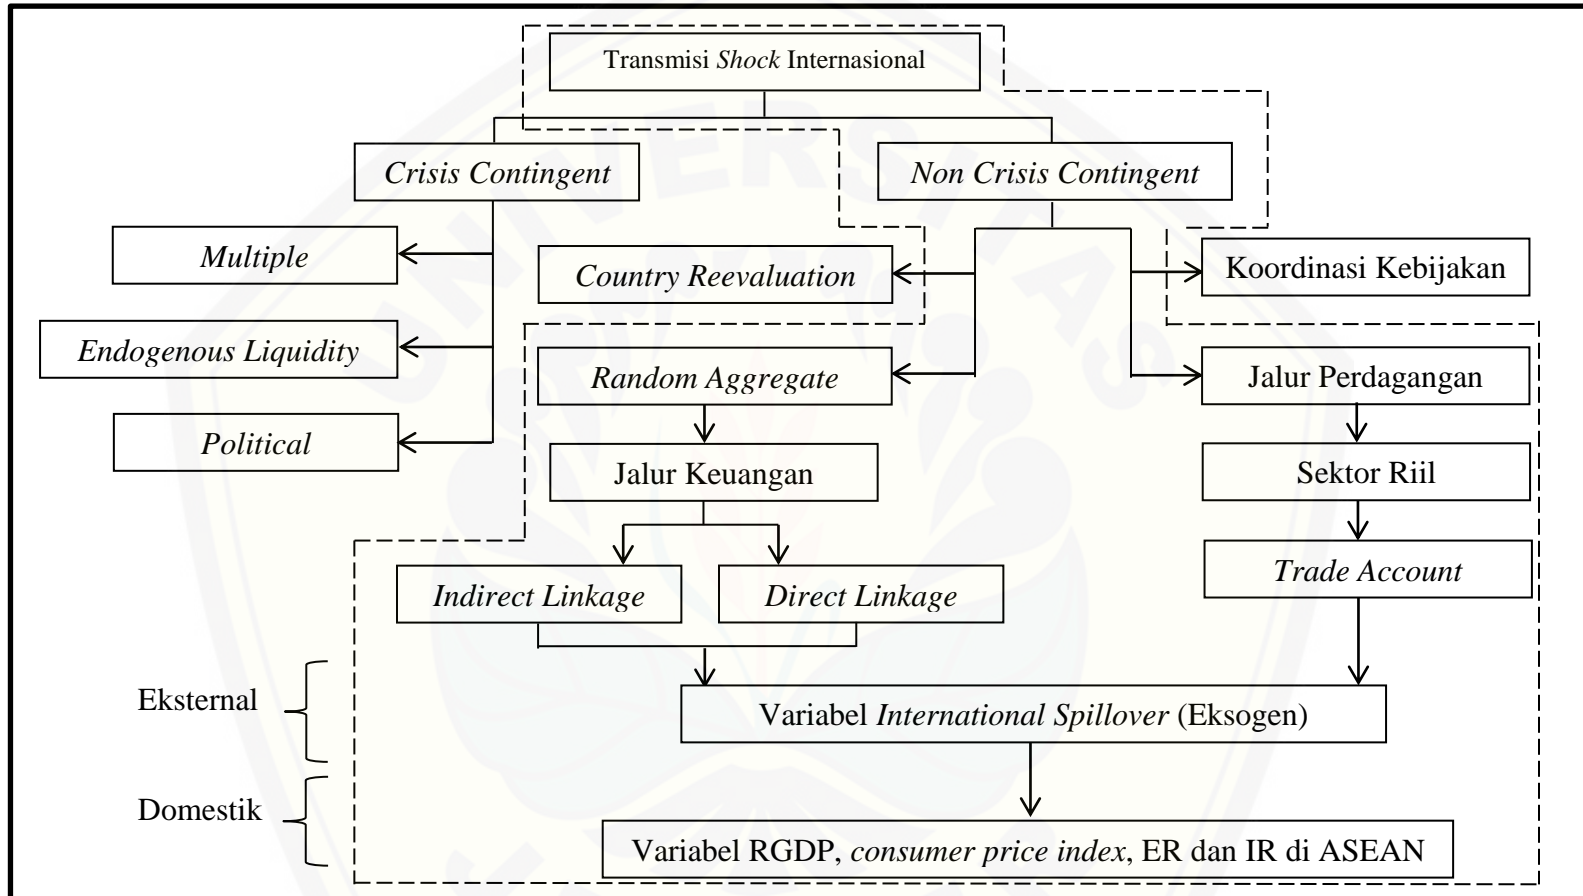 Transmisi Shock Internasional
Crisis Contingent
Non Crisis Contingent
Multiple
Country Reevaluation
Koordinasi Kebijakan
Endogenous Liquidity
Random Aggregate
Jalur Perdagangan
Political
Jalur Keuangan
Sektor Riil
Indirect Linkage
Direct Linkage
Trade Account
Eksternal
Variabel International Spillover (Eksogen)
Domestik
Variabel RGDP, consumer price index, ER dan IR di ASEAN
UNIVERSITAS